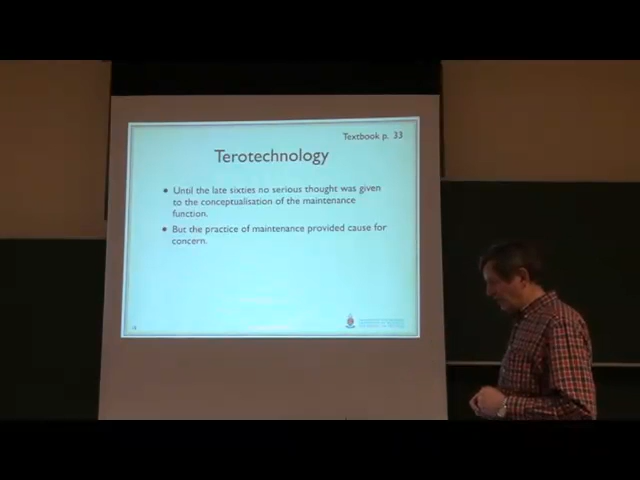 Textbook p. 33
Terotechnology
• Until the late sixties no serious thought was given
to the conceptualisation of the maintenance
function.
• But the practice of maintenance provided cause for
concern.